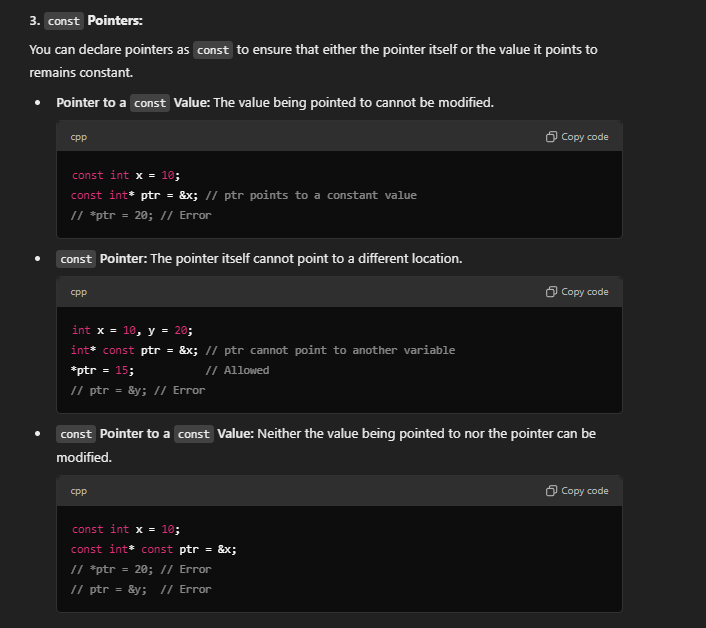 3. const Pointers:
You can declare pointers as const to ensure that either the pointer itself or the value it points to
remains constant.
• Pointer to a const Value: The value being pointed to cannot be modified.
cpp Copy code
const int x = 10;
const int* ptr = &x; // ptr points to a constant value
// *ptr = 20; // Error
• const Pointer: The pointer itself cannot point to a different location.
cpp Copy code
int x = 10, y = 20;
int* const ptr = &x; // ptr cannot point to another variable
*ptr = 15; // Allowed
// ptr = &y; // Error
• const Pointer to a const Value: Neither the value being pointed to nor the pointer can be
modified.
cpp Copy code
const int x = 10;
const int* const ptr = &x;
// *ptr = 20; // Error
// ptr = &y; // Error